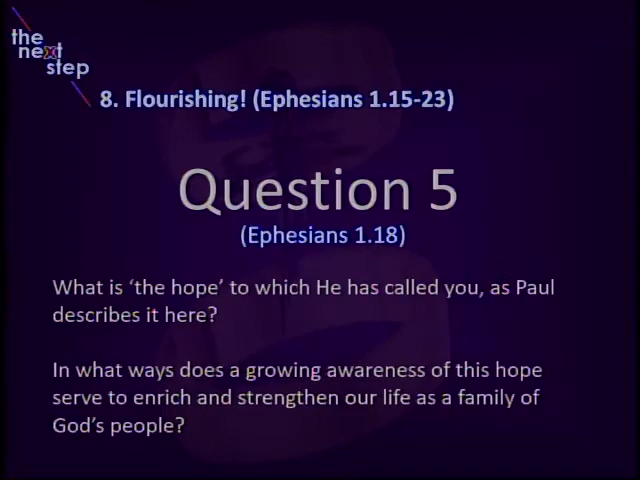 the
next
step
8. Flourishing! (Ephesians 1.15-23)
Question 5
(Ephesians 1.18)
What is ‘the hope’ to which He has called you, as Paul
describes it here?
In what ways does a growing awareness of this hope
serve to enrich and strengthen our life as a family of
God’s people?